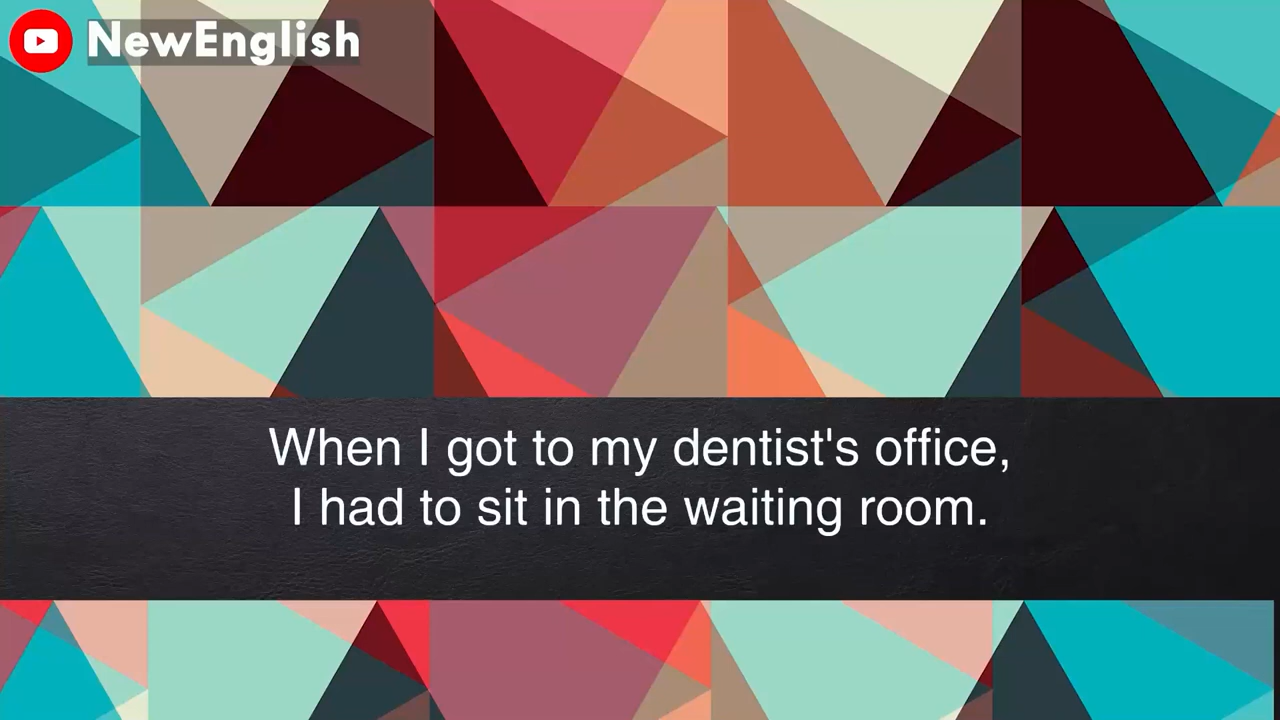 NewEnglish
When I got to my dentist's office,
I had to sit in the waiting room.